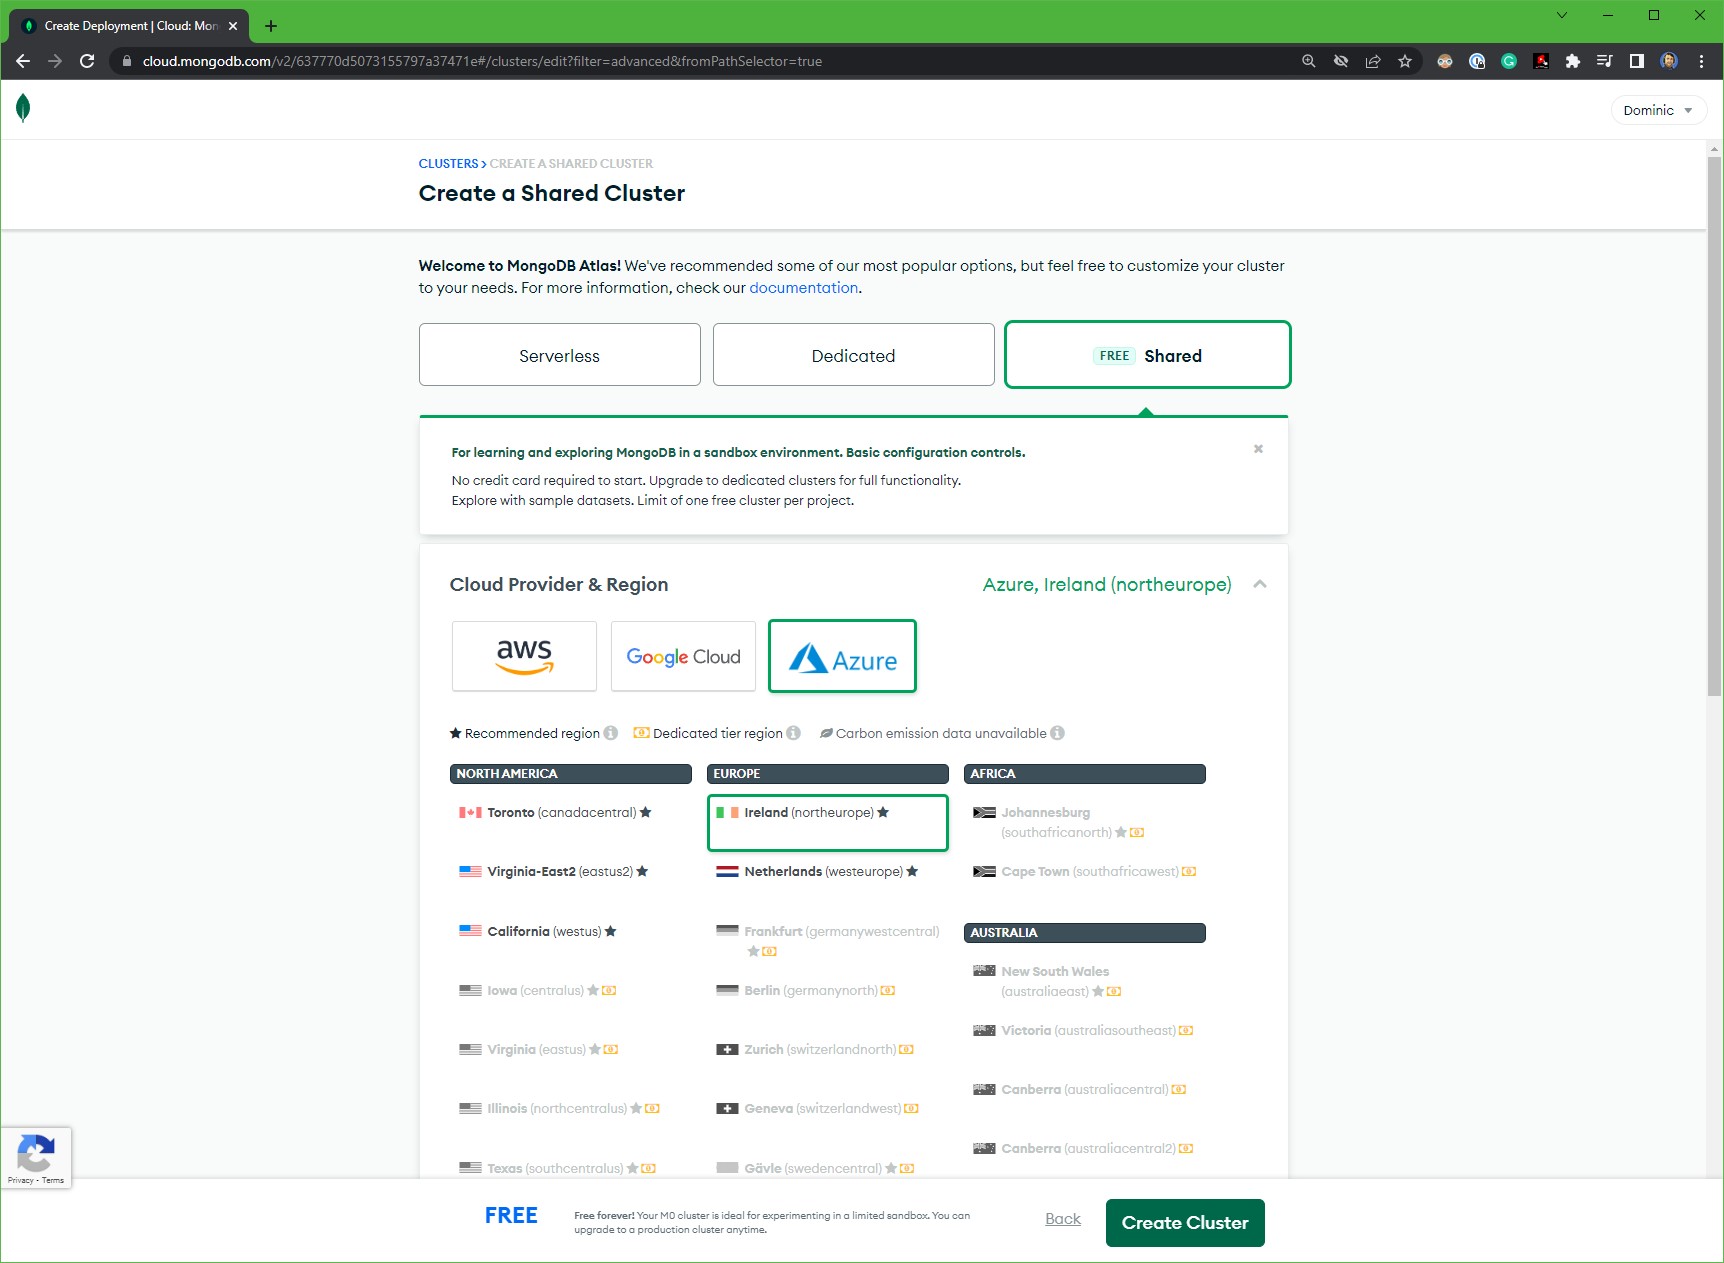 Create Deployment | Cloud: Mon
cloud.mongodb.com/v2/637770d5073155797a37471e#/clusters/edit?filter=advanced&fromPathSelector=true
Dominic
CLUSTERS > CREATE A SHARED CLUSTER
Create a Shared Cluster
Welcome to MongoDB Atlas! We've recommended some of our most popular options, but feel free to customize your cluster
to your needs. For more information, check our documentation.
Serverless
Dedicated
FREE Shared
For learning and exploring MongoDB in a sandbox environment. Basic configuration controls.
No credit card required to start. Upgrade to dedicated clusters for full functionality.
Explore with sample datasets. Limit of one free cluster per project.
Cloud Provider & Region
Azure, Ireland (northeurope)
aws
Google Cloud
Azure
Recommended region
Dedicated tier region
Carbon emission data unavailable
NORTH AMERICA
Toronto (canadacentral)
Virginia-East2 (eastus2)
California (westus)
Iowa (centralus)
Virginia (eastus)
Illinois (northcentralus)
Texas (southcentralus)
EUROPE
Ireland (northeurope)
Netherlands (westeurope)
Frankfurt (germanywestcentral)
Berlin (germanynorth)
Zurich (switzerlandnorth)
Geneva (switzerlandwest)
Gävle (swedencentral)
AFRICA
Johannesburg
(southafricanorth)
Cape Town (southafricawest)
AUSTRALIA
New South Wales
(australiaeast)
Victoria (australiasoutheast)
Canberra (australiacentral)
Canberra (australiacentral2)
Privacy - Terms
FREE
Free forever! Your M0 cluster is ideal for experimenting in a limited sandbox. You can
upgrade to a production cluster anytime.
Back
Create Cluster